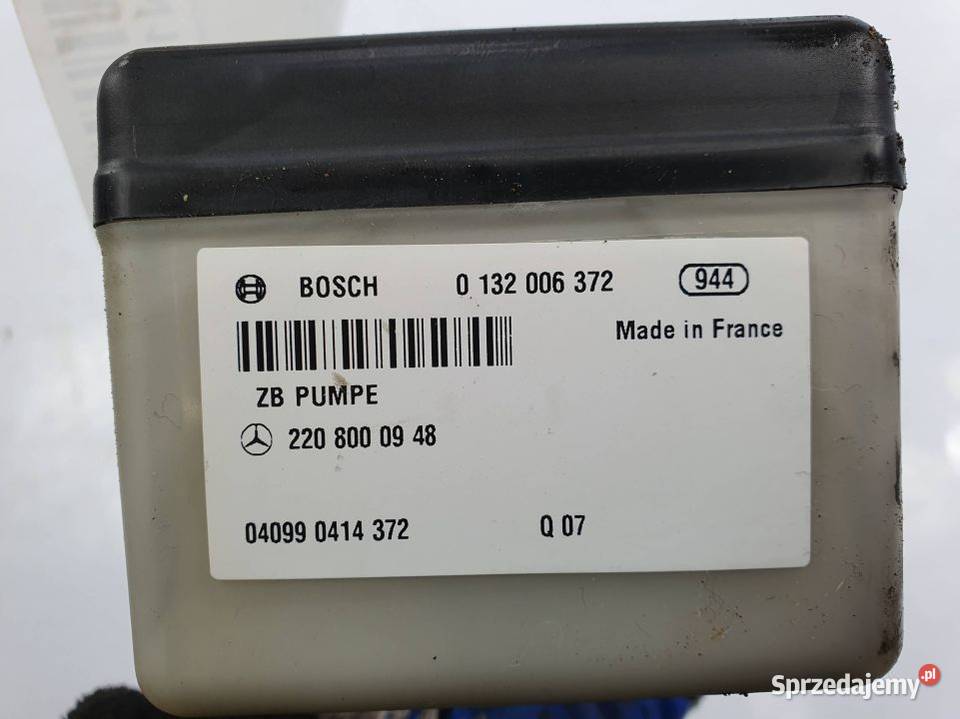 BOSCH 0 132 006 372 944
Made in France
ZB PUMPE
220 800 09 48
04099 0414 372 Q 07
Sprzedajemy.pl